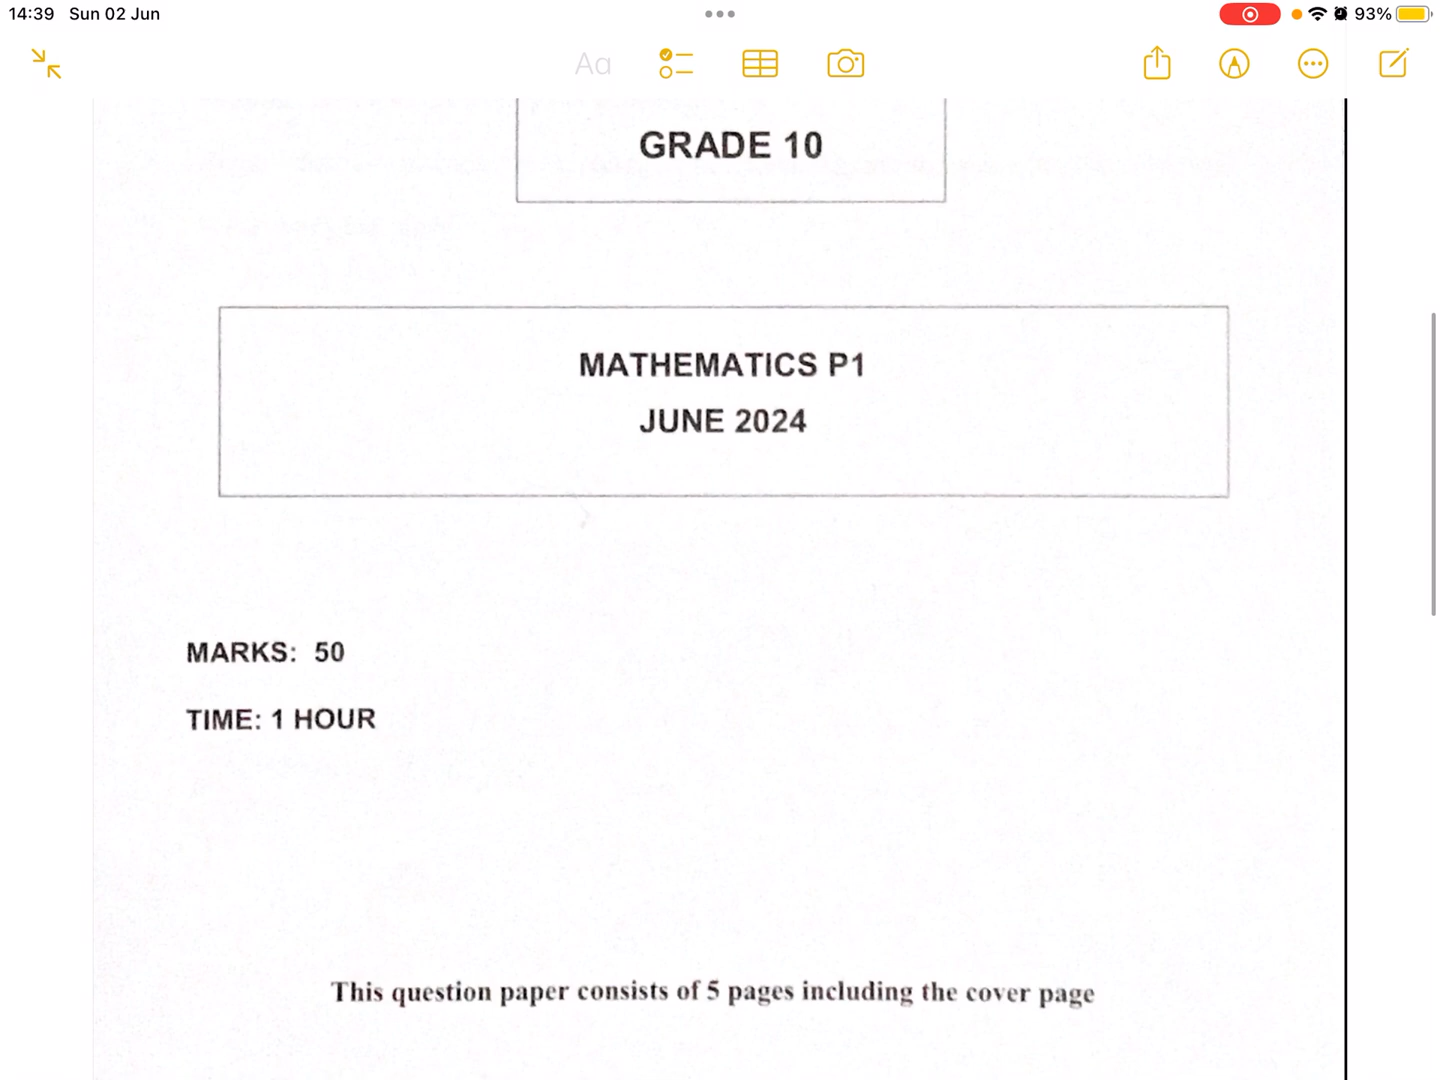 14:39 Sun 02 Jun
93%
Aa
GRADE 10
MATHEMATICS P1
JUNE 2024
MARKS: 50
TIME: 1 HOUR
This question paper consists of 5 pages including the cover page